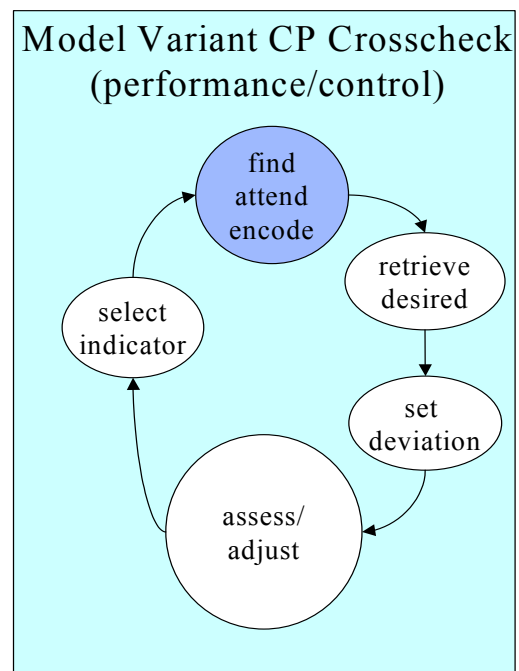 Model Variant CP Crosscheck
(performance/control)
find
attend
encode
retrieve
desired
select
indicator
set
deviation
assess/
adjust